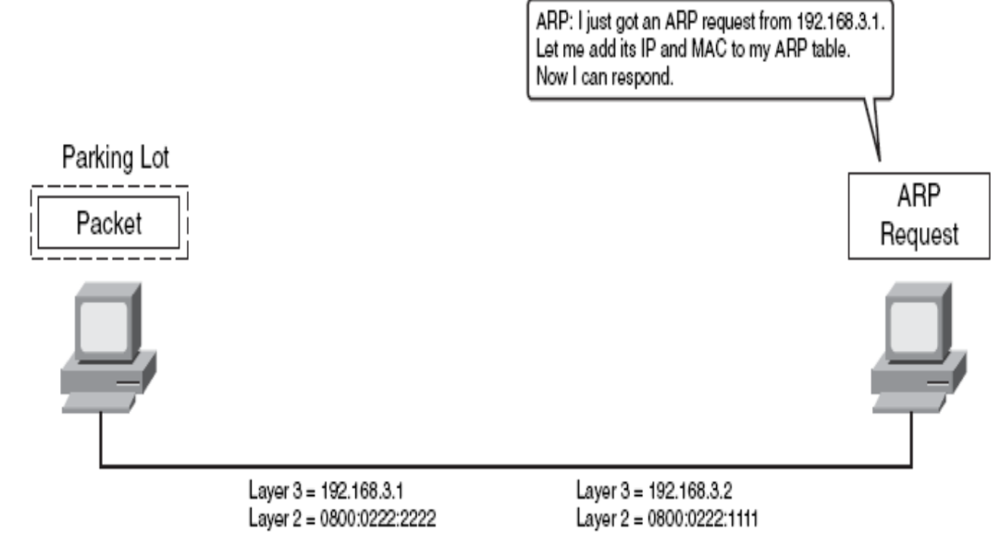 ARP: I just got an ARP request from 192.168.3.1.
Let me add its IP and MAC to my ARP table.
Now I can respond.
Parking Lot
Packet
ARP
Request
Layer 3 = 192.168.3.1
Layer 2 = 0800:0222:2222
Layer 3 = 192.168.3.2
Layer 2 = 0800:0222:1111